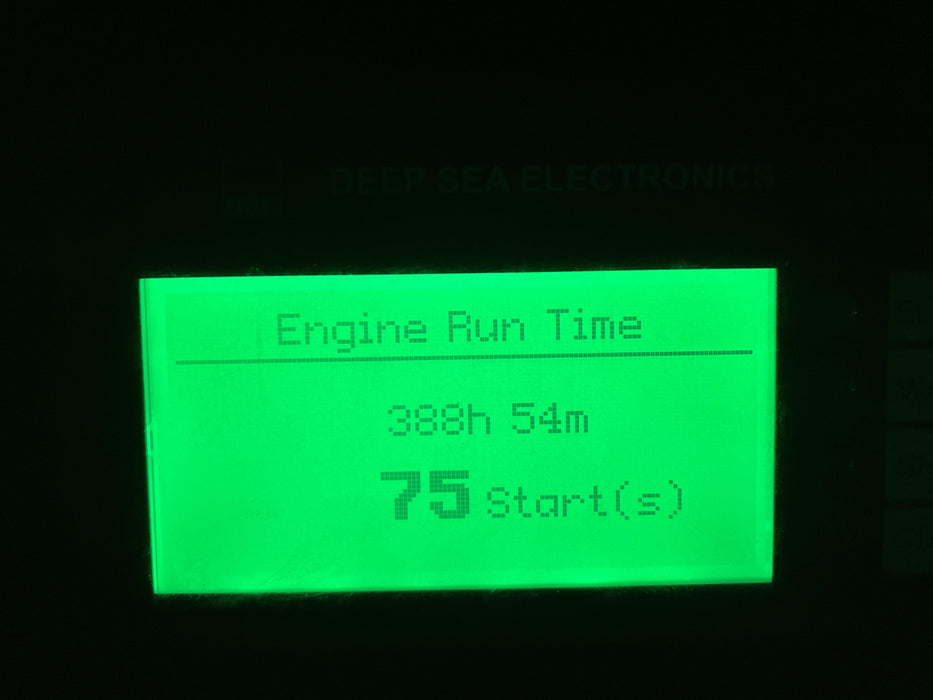 DEEP SEA ELECTRONICS
Engine Run Time
388h 54m
75 Start(s)